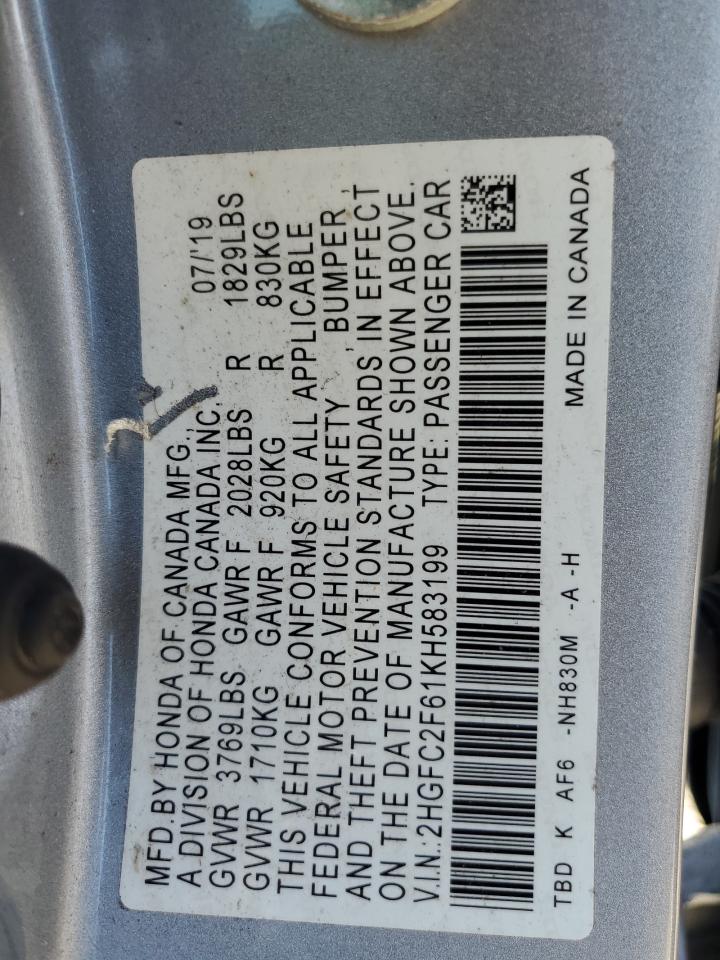 MFD.BY HONDA OF CANADA MFG.,
A DIVISION OF HONDA CANADA INC. 07/'19
GVWR 3769LBS GAWR F 2028LBS R 1829LBS
GVWR 1710KG GAWR F 920KG R 830KG
THIS VEHICLE CONFORMS TO ALL APPLICABLE
FEDERAL MOTOR VEHICLE SAFETY , BUMPER ,
AND THEFT PREVENTION STANDARDS IN EFFECT
ON THE DATE OF MANUFACTURE SHOWN ABOVE.
V.I.N.:2HGFC2F61KH583199 TYPE: PASSENGER CAR
TBD K AF6 -NH830M -A -H MADE IN CANADA